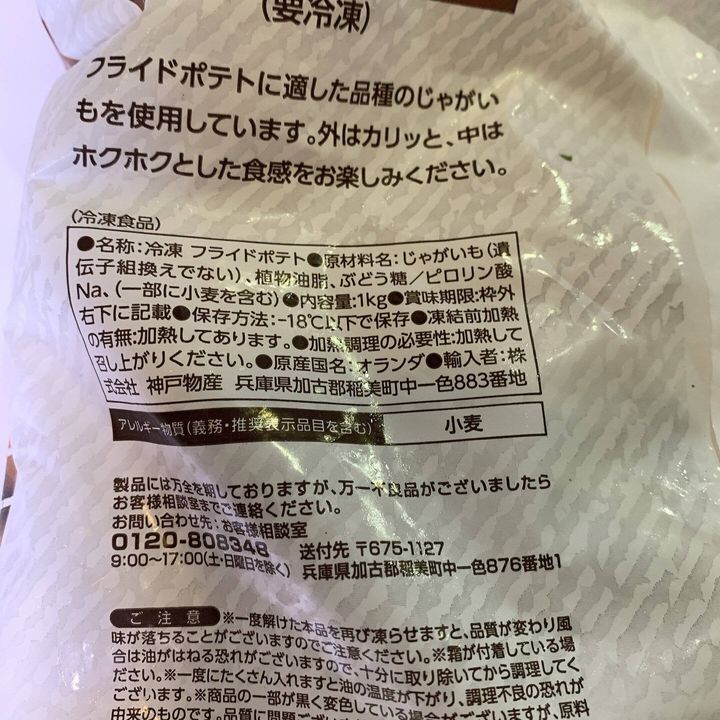 (要冷凍)
フライドポテトに適した品種のじゃがい
もを使用しています。外はカリッと、中は
ホクホクとした食感をお楽しみください。
(冷凍食品)
●名称:冷凍 フライドポテト●原材料名:じゃがいも(遺
伝子組換えでない)、植物油脂、ぶどう糖/ピロリン酸
Na、(一部に小麦を含む)●内容量:1kg●賞味期限:枠外
右下に記載●保存方法:-18℃以下で保存●凍結前加熱
の有無:加熱してあります。●加熱調理の必要性:加熱して
召し上がりください。●原産国名:オランダ●輸入者:株
式会社 神戸物産 兵庫県加古郡稲美町中一色883番地
アレルギー物質(義務・推奨表示品目を含む) 小麦
製品には万全を期しておりますが、万一不良品がございましたら
お客様相談室までご連絡ください。
お問い合わせ先:お客様相談室
0120-808348 送付先 〒675-1127
9:00~17:00(土・日曜日を除く) 兵庫県加古郡稲美町中一色876番地1
ご注意 ※一度解けた本品を再び凍らせますと、品質が変わり風
味が落ちることがございますのでご注意ください。※霜が付着している場
合は油がはねる恐れがございますので、十分に取り除いてから調理してく
ださい。※一度にたくさん入れますと油の温度が下がり、調理不良の恐れが
ございます。※商品の一部が黒く変色している場合がございますが、原料
由来のものです。品質に問題ござい